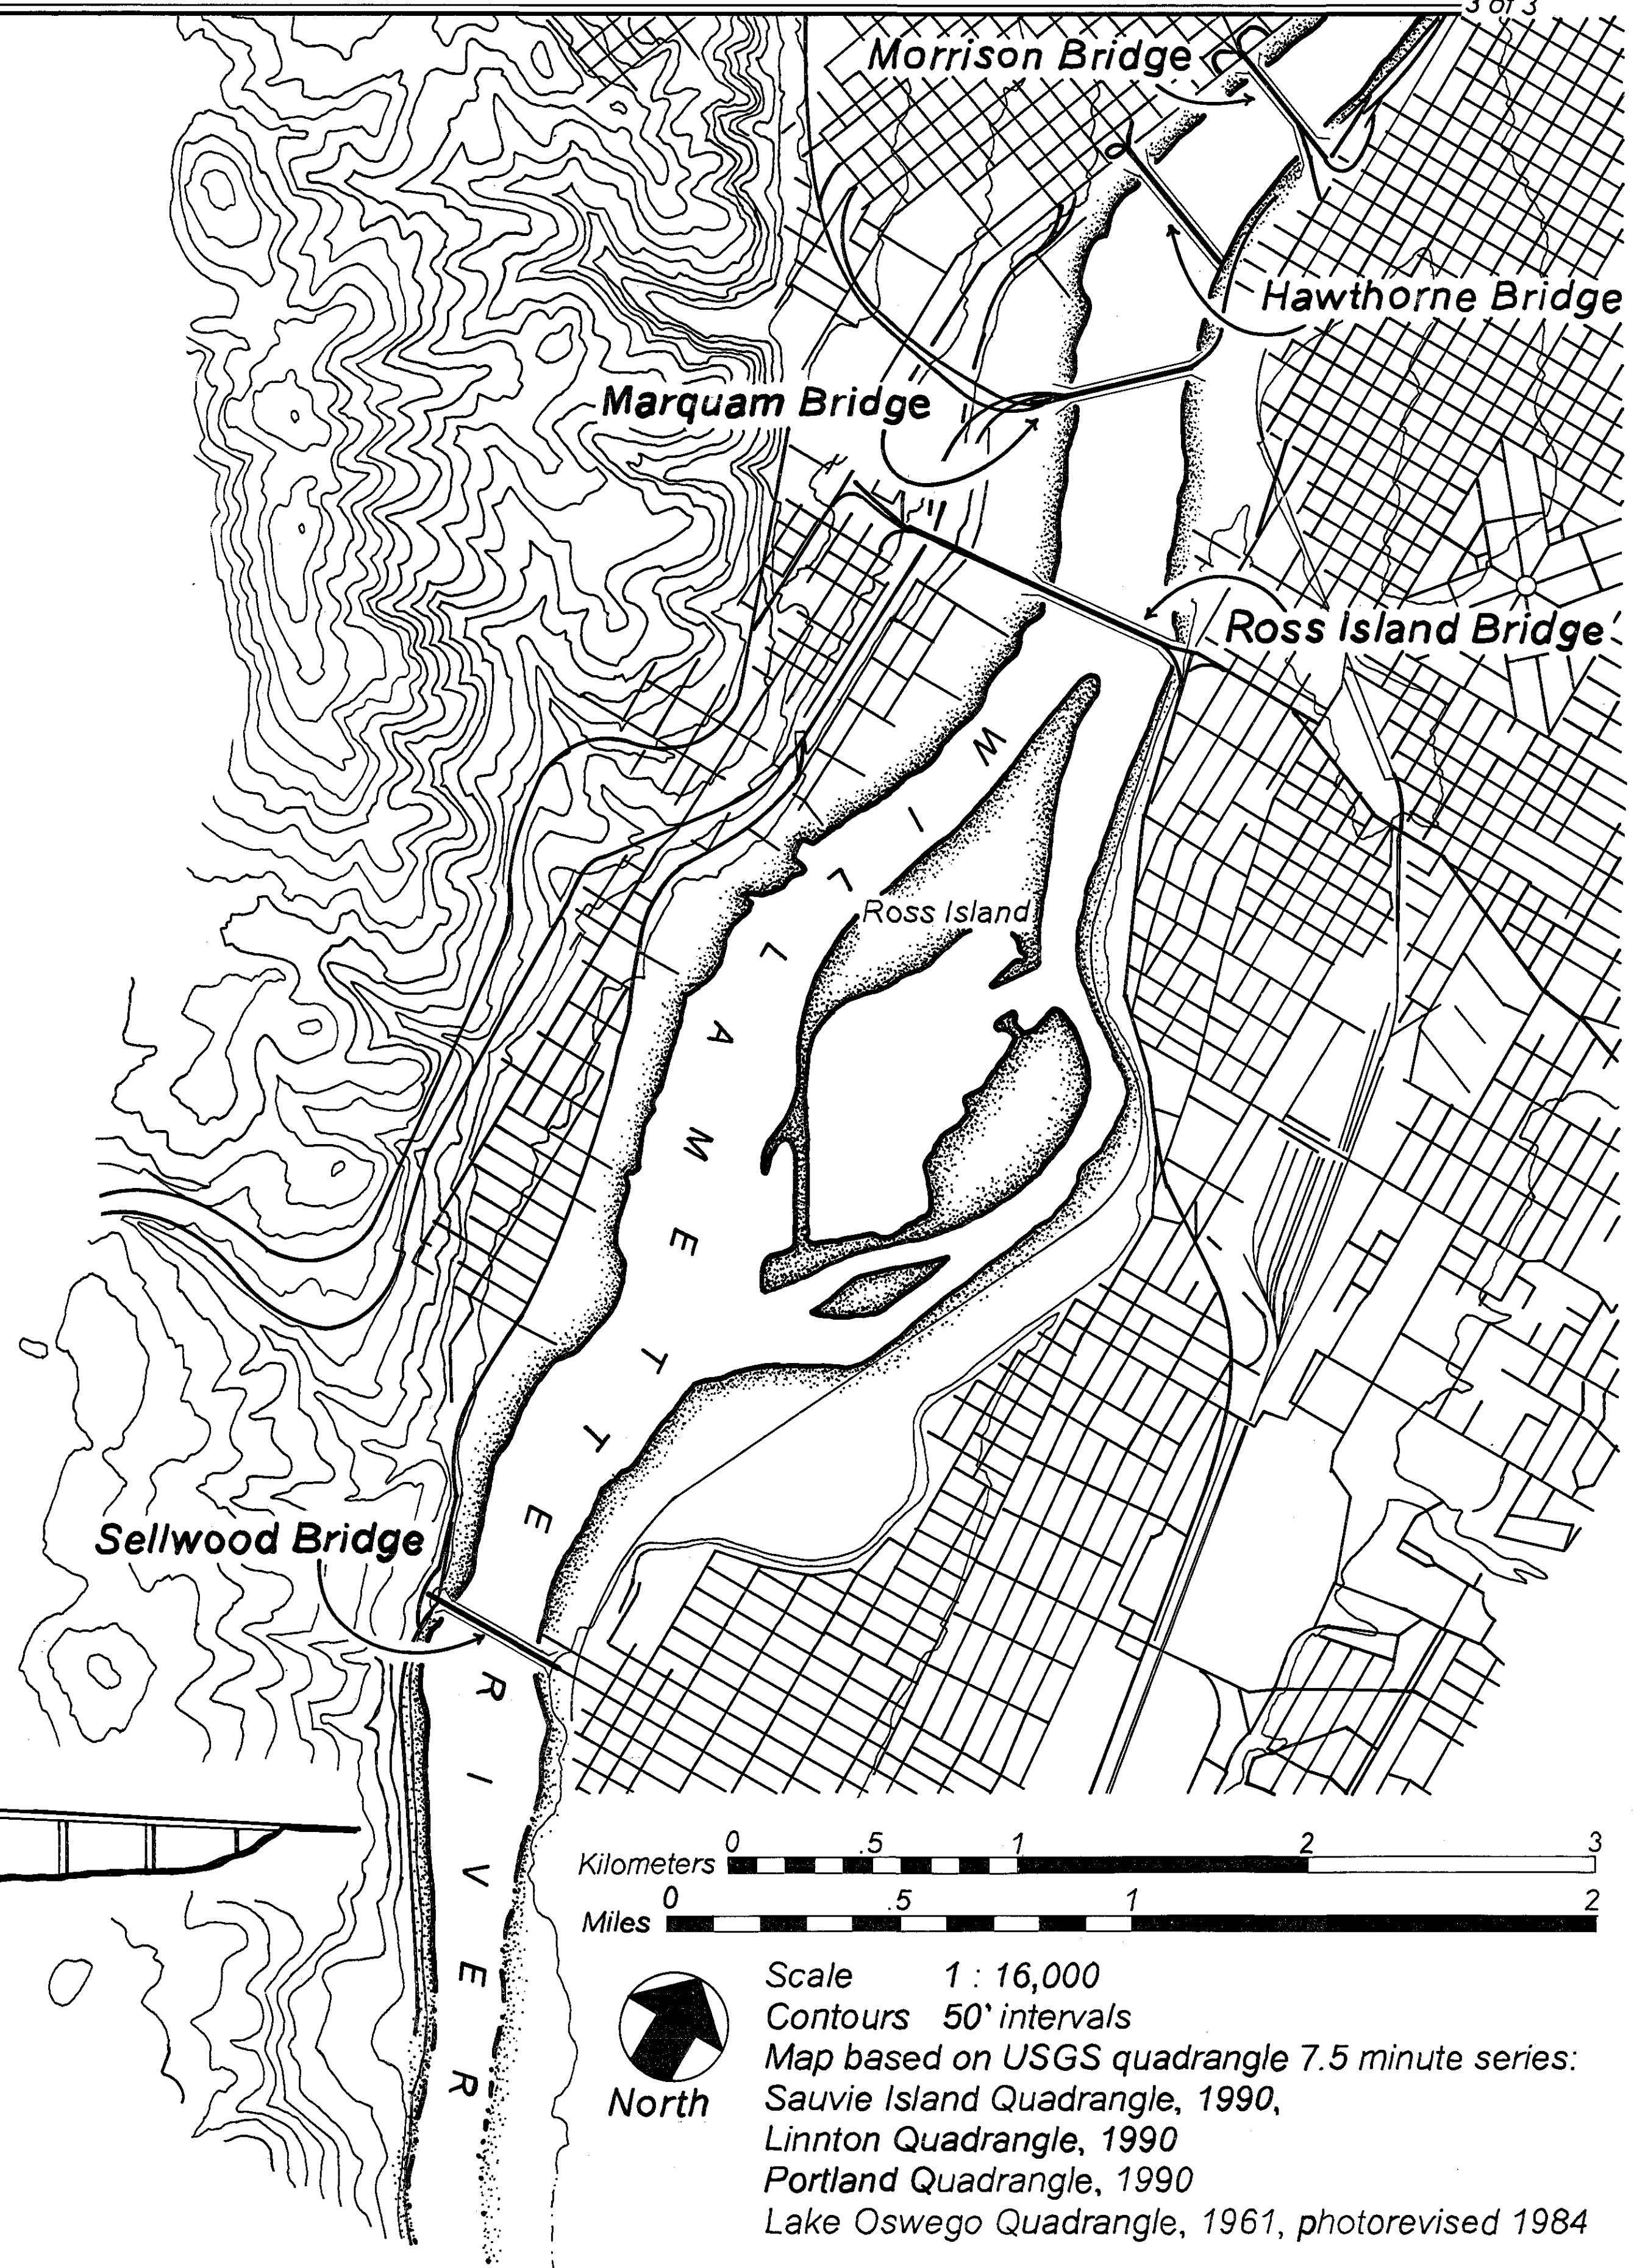 3 of 3
Morrison Bridge
Hawthorne Bridge
Marquam Bridge
Ross Island Bridge
Ross Island
WILLAMETTE
RIVER
Sellwood Bridge
0 .5 1 2 3
Kilometers
0 .5 1 2
Miles
North
Scale 1 : 16,000
Contours 50' intervals
Map based on USGS quadrangle 7.5 minute series:
Sauvie Island Quadrangle, 1990,
Linnton Quadrangle, 1990
Portland Quadrangle, 1990
Lake Oswego Quadrangle, 1961, photorevised 1984